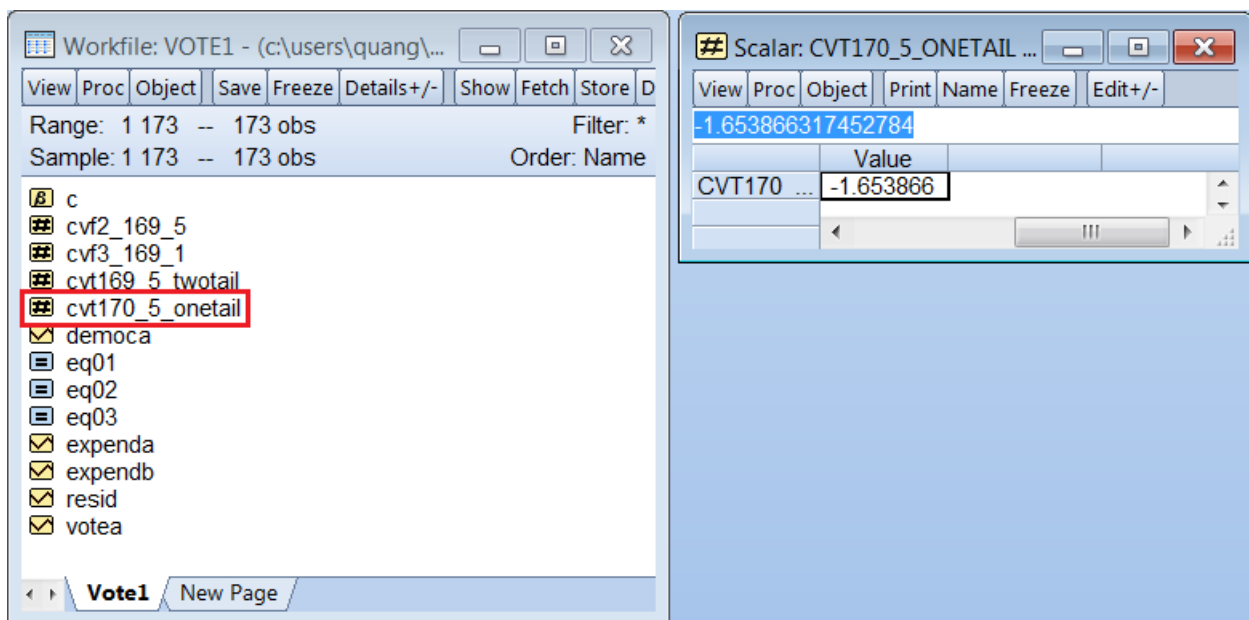 Workfile: VOTE1 - (c:\users\quang\...
View Proc Object Save Freeze Details+/- Show Fetch Store D
Range: 1 173 -- 173 obs Filter: *
Sample: 1 173 -- 173 obs Order: Name
c
cvf2_169_5
cvf3_169_1
cvt169_5_twotail
cvt170_5_onetail
democa
eq01
eq02
eq03
expenda
expendb
resid
votea
Vote1 New Page
Scalar: CVT170_5_ONETAIL ...
View Proc Object Print Name Freeze Edit+/-
-1.653866317452784
Value
CVT170 ... -1.653866